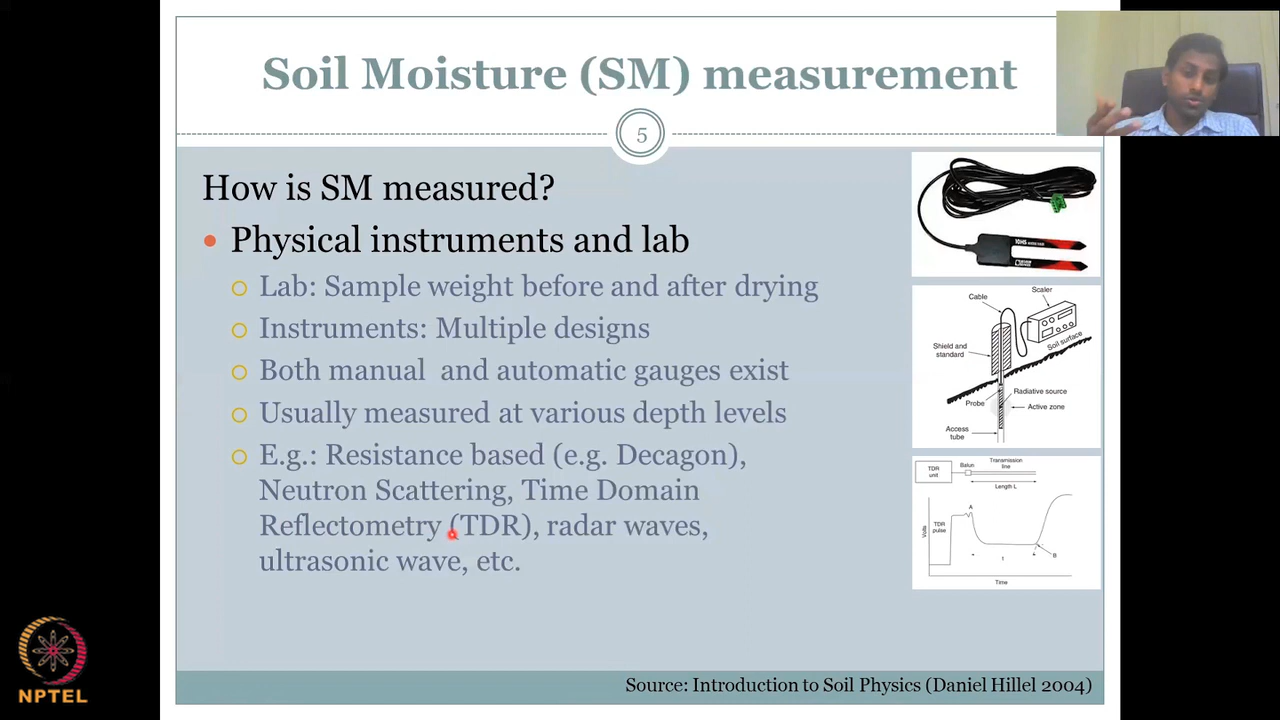 Soil Moisture (SM) measurement
5
How is SM measured?
Physical instruments and lab
Lab: Sample weight before and after drying
Instruments: Multiple designs
Both manual and automatic gauges exist
Usually measured at various depth levels
E.g.: Resistance based (e.g. Decagon),
Neutron Scattering, Time Domain
Reflectometry (TDR), radar waves,
ultrasonic wave, etc.
10HS
Scaler
Cable
Shield and
standard
Soil surface
Radiative source
Probe
Active zone
Access
tube
Transmission
line
TDR
unit
Balun
Length L
A
TDR
pulse
Volts
t
B
Time
Source: Introduction to Soil Physics (Daniel Hillel 2004)
NPTEL